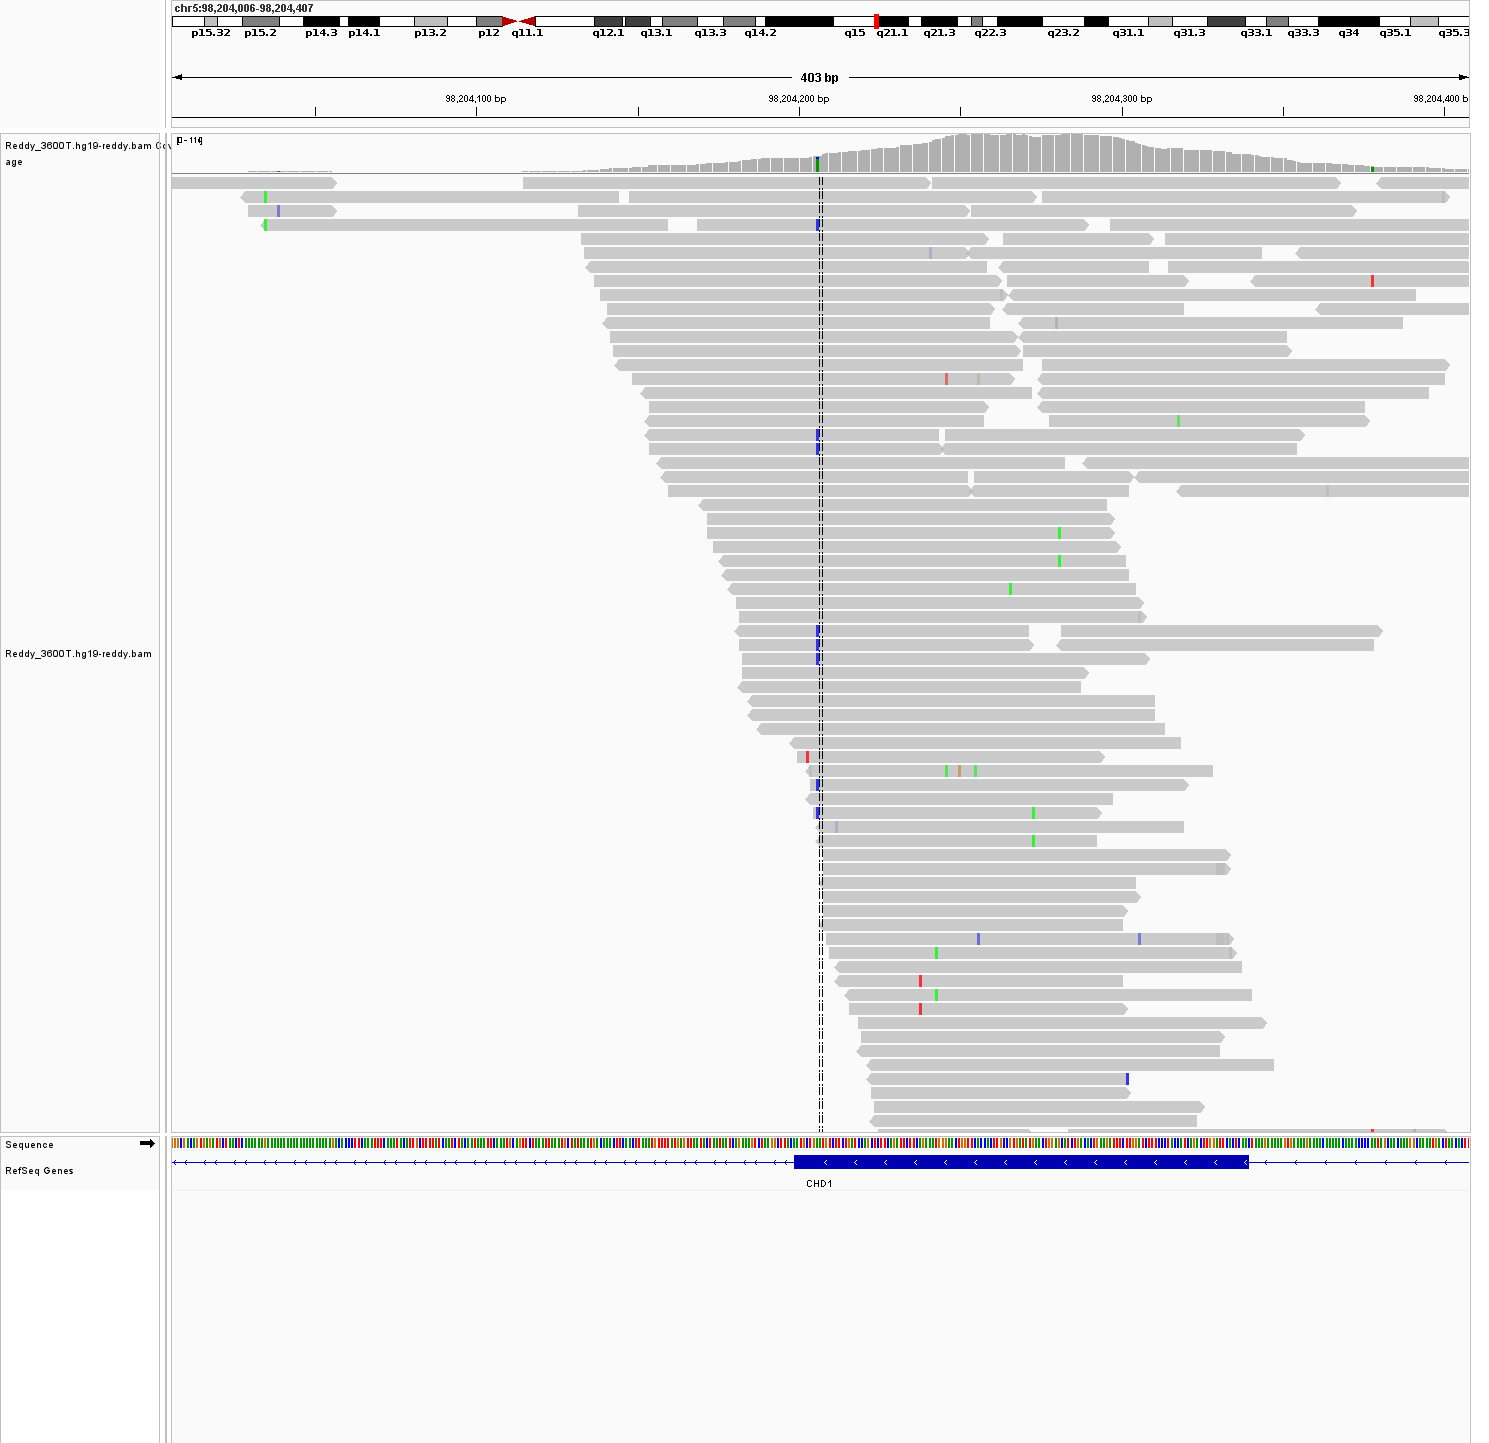 chr5:98,204,006-98,204,407
p15.32 p15.2 p14.3 p14.1 p13.2 p12 q11.1 q12.1 q13.1 q13.3 q14.2 q15 q21.1 q21.3 q22.3 q23.2 q31.1 q31.3 q33.1 q33.3 q34 q35.1 q35.3
403 bp
98,204,100 bp 98,204,200 bp 98,204,300 bp 98,204,400 b
Reddy_3600T.hg19-reddy.bam Cov
age
[0 - 114]
Reddy_3600T.hg19-reddy.bam
Sequence
RefSeq Genes
CHD1